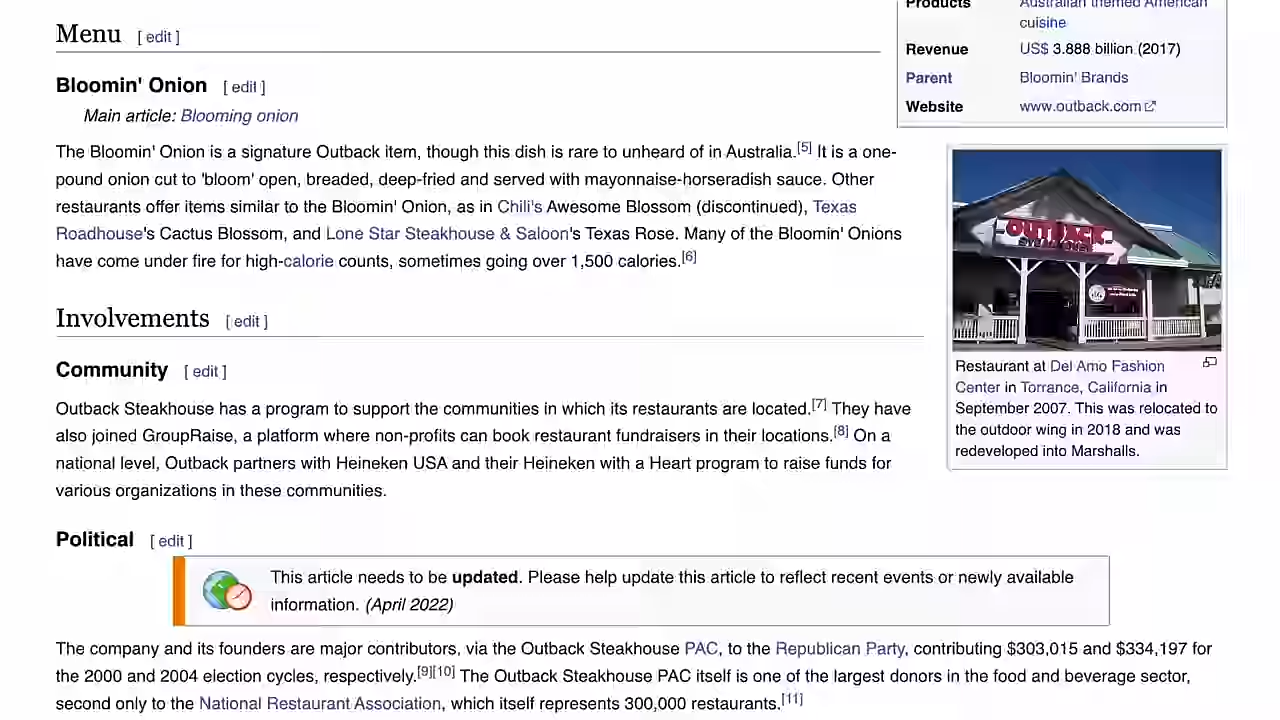 Products Australian themed American
cuisine
Revenue US$ 3.888 billion (2017)
Parent Bloomin' Brands
Website www.outback.com
Menu [ edit ]
Bloomin' Onion [ edit ]
Main article: Blooming onion
The Bloomin' Onion is a signature Outback item, though this dish is rare to unheard of in Australia.[5] It is a one-
pound onion cut to 'bloom' open, breaded, deep-fried and served with mayonnaise-horseradish sauce. Other
restaurants offer items similar to the Bloomin' Onion, as in Chili's Awesome Blossom (discontinued), Texas
Roadhouse's Cactus Blossom, and Lone Star Steakhouse & Saloon's Texas Rose. Many of the Bloomin' Onions
have come under fire for high-calorie counts, sometimes going over 1,500 calories.[6]
OUTBACK
Restaurant at Del Amo Fashion
Center in Torrance, California in
September 2007. This was relocated to
the outdoor wing in 2018 and was
redeveloped into Marshalls.
Involvements [ edit ]
Community [ edit ]
Outback Steakhouse has a program to support the communities in which its restaurants are located.[7] They have
also joined GroupRaise, a platform where non-profits can book restaurant fundraisers in their locations.[8] On a
national level, Outback partners with Heineken USA and their Heineken with a Heart program to raise funds for
various organizations in these communities.
Political [ edit ]
This article needs to be updated. Please help update this article to reflect recent events or newly available
information. (April 2022)
The company and its founders are major contributors, via the Outback Steakhouse PAC, to the Republican Party, contributing $303,015 and $334,197 for
the 2000 and 2004 election cycles, respectively.[9][10] The Outback Steakhouse PAC itself is one of the largest donors in the food and beverage sector,
second only to the National Restaurant Association, which itself represents 300,000 restaurants.[11]